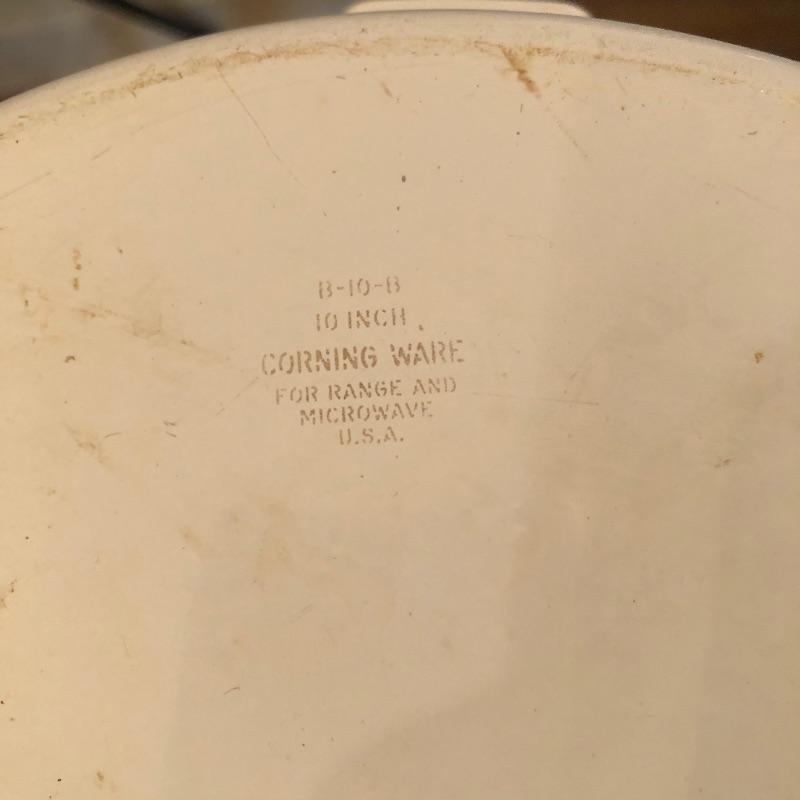 B-10-B
10 INCH
CORNING WARE
FOR RANGE AND
MICROWAVE
U.S.A.